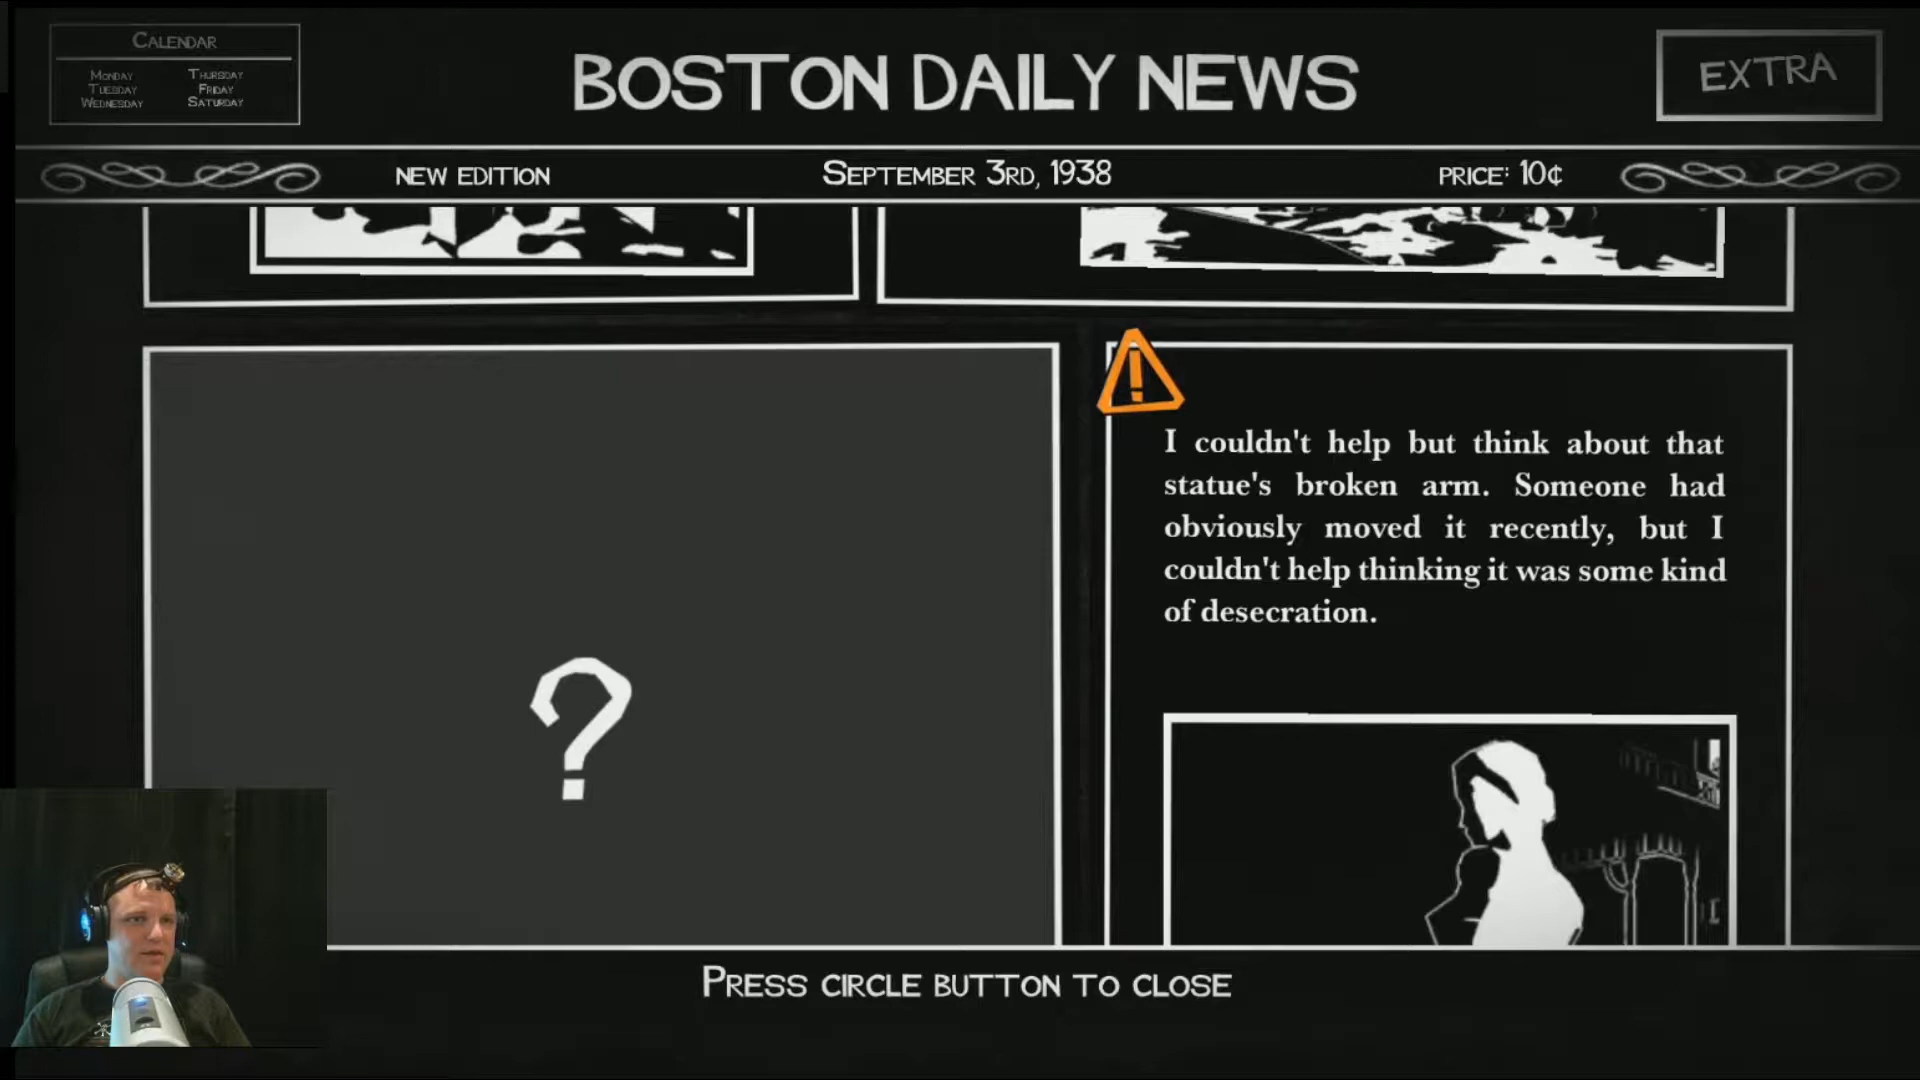 CALENDAR
MONDAY THURSDAY
TUESDAY FRIDAY
WEDNESDAY SATURDAY
BOSTON DAILY NEWS
EXTRA
NEW EDITION SEPTEMBER 3RD, 1938 PRICE: 10¢
I couldn't help but think about that
statue's broken arm. Someone had
obviously moved it recently, but I
couldn't help thinking it was some kind
of desecration.
?
PRESS CIRCLE BUTTON TO CLOSE